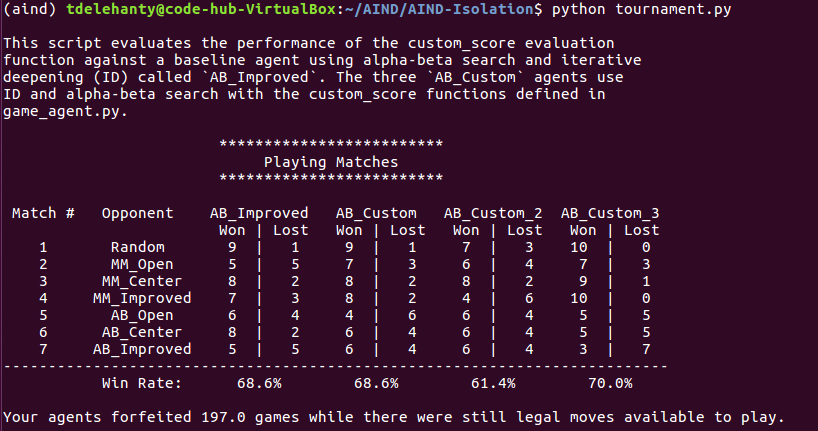 (aind) tdelehanty@code-hub-VirtualBox:~/AIND/AIND-Isolation$ python tournament.py
This script evaluates the performance of the custom_score evaluation
function against a baseline agent using alpha-beta search and iterative
deepening (ID) called `AB_Improved`. The three `AB_Custom` agents use
ID and alpha-beta search with the custom_score functions defined in
game_agent.py.
*************************
Playing Matches
*************************
Match # Opponent AB_Improved AB_Custom AB_Custom_2 AB_Custom_3
Won | Lost Won | Lost Won | Lost Won | Lost
1 Random 9 | 1 9 | 1 7 | 3 10 | 0
2 MM_Open 5 | 5 7 | 3 6 | 4 7 | 3
3 MM_Center 8 | 2 8 | 2 8 | 2 9 | 1
4 MM_Improved 7 | 3 8 | 2 4 | 6 10 | 0
5 AB_Open 6 | 4 4 | 6 6 | 4 5 | 5
6 AB_Center 8 | 2 6 | 4 6 | 4 5 | 5
7 AB_Improved 5 | 5 6 | 4 6 | 4 3 | 7
--------------------------------------------------------------------------
Win Rate: 68.6% 68.6% 61.4% 70.0%
Your agents forfeited 197.0 games while there were still legal moves available to play.